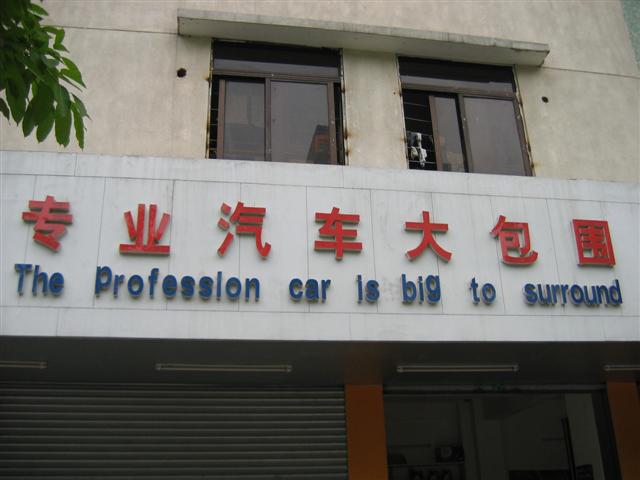 专业汽车大包围
The profession car is big to surround